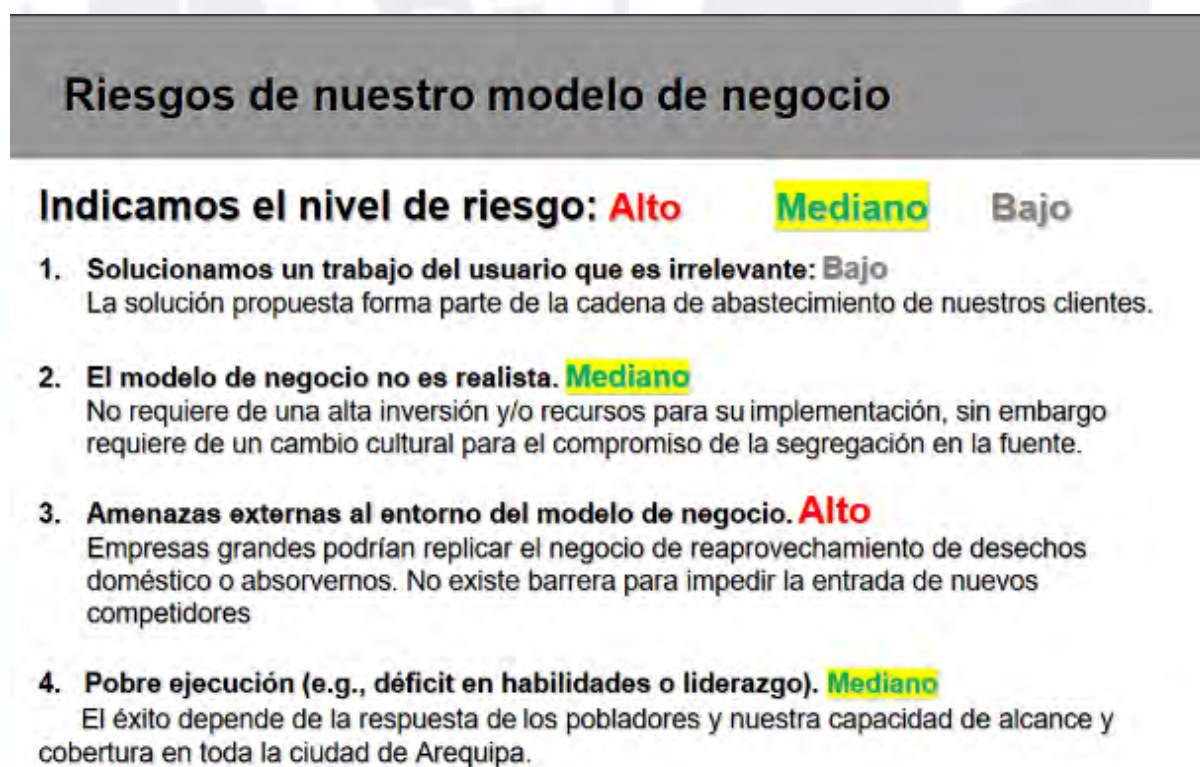 Riesgos de nuestro modelo de negocio
Indicamos el nivel de riesgo: Alto Mediano Bajo
1. Solucionamos un trabajo del usuario que es irrelevante: Bajo
La solución propuesta forma parte de la cadena de abastecimiento de nuestros clientes.
2. El modelo de negocio no es realista. Mediano
No requiere de una alta inversión y/o recursos para su implementación, sin embargo
requiere de un cambio cultural para el compromiso de la segregación en la fuente.
3. Amenazas externas al entorno del modelo de negocio. Alto
Empresas grandes podrían replicar el negocio de reaprovechamiento de desechos
doméstico o absorvernos. No existe barrera para impedir la entrada de nuevos
competidores
4. Pobre ejecución (e.g., déficit en habilidades o liderazgo). Mediano
El éxito depende de la respuesta de los pobladores y nuestra capacidad de alcance y
cobertura en toda la ciudad de Arequipa.